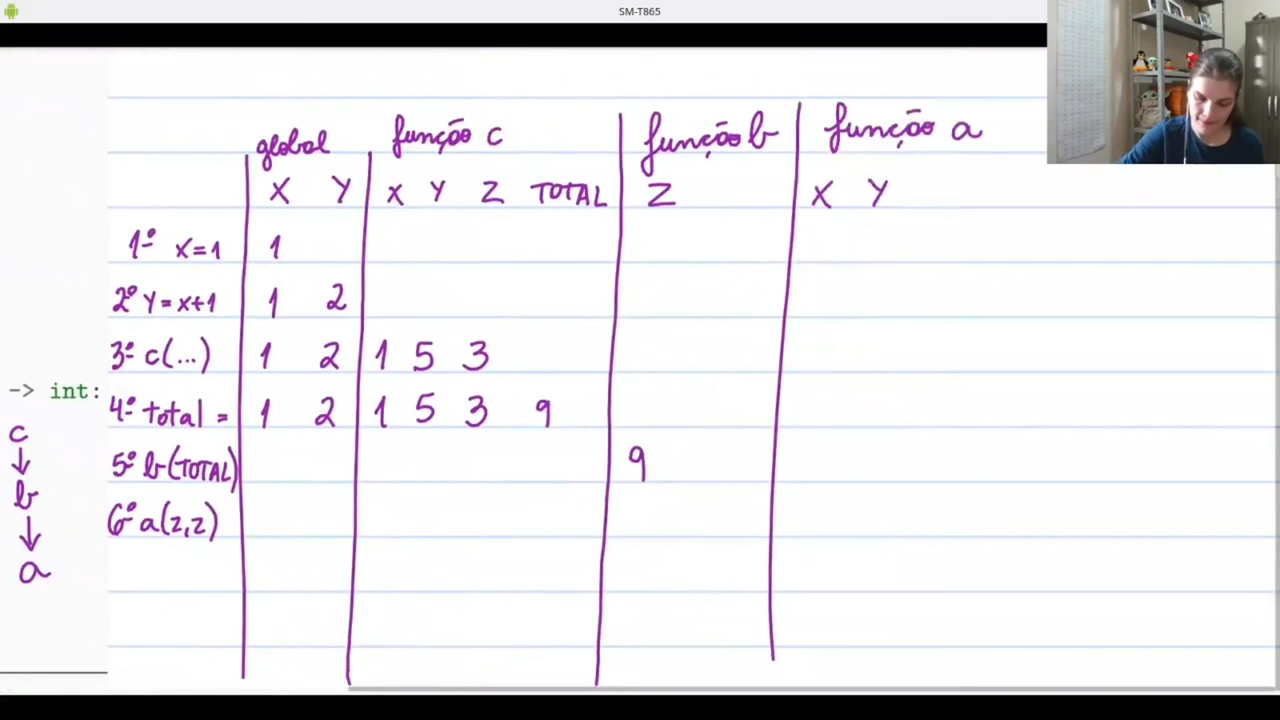 SM-T865
global função c função b função a
X Y X Y Z TOTAL Z X Y
1º x=1 1
2º Y=x+1 1 2
3º c(...) 1 2 1 5 3
-> int:
4º total = 1 2 1 5 3 9
c
5º b(TOTAL) 9
b
6º a(z,z)
a